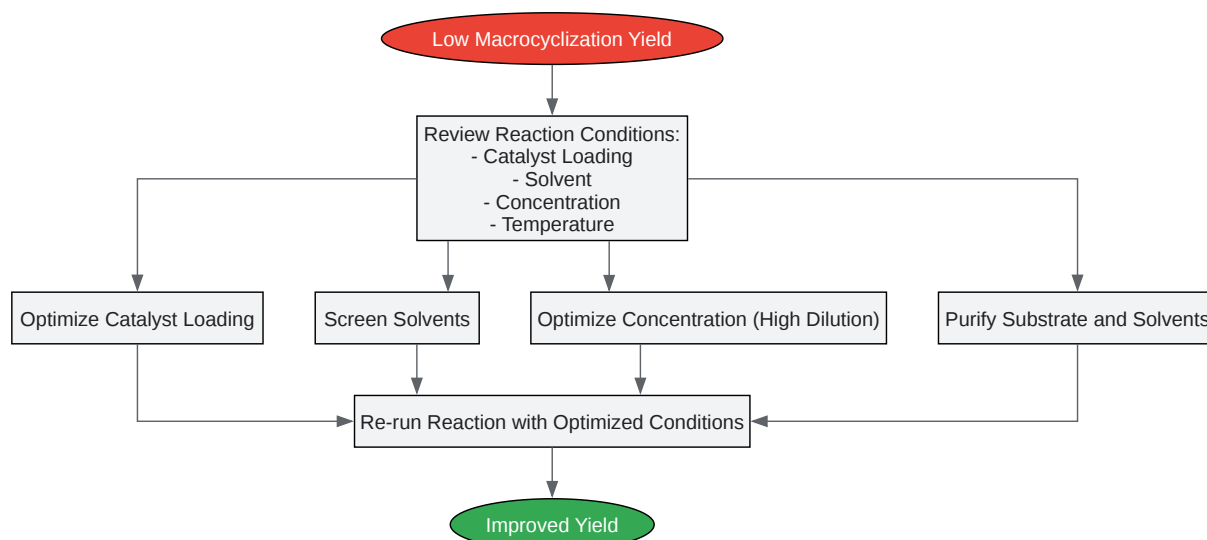 Low Macrocyclization Yield
Review Reaction Conditions:
- Catalyst Loading
- Solvent
- Concentration
- Temperature
Optimize Catalyst Loading
Screen Solvents
Optimize Concentration (High Dilution)
Purify Substrate and Solvents
Re-run Reaction with Optimized Conditions
Improved Yield